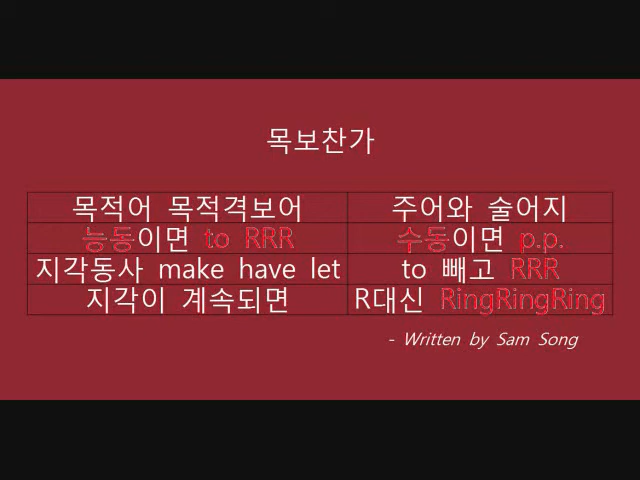 목보찬가
목적어 목적격보어 주어와 술어지
능동이면 to RRR 수동이면 p.p.
지각동사 make have let to 빼고 RRR
지각이 계속되면 R대신 RingRingRing
- Written by Sam Song